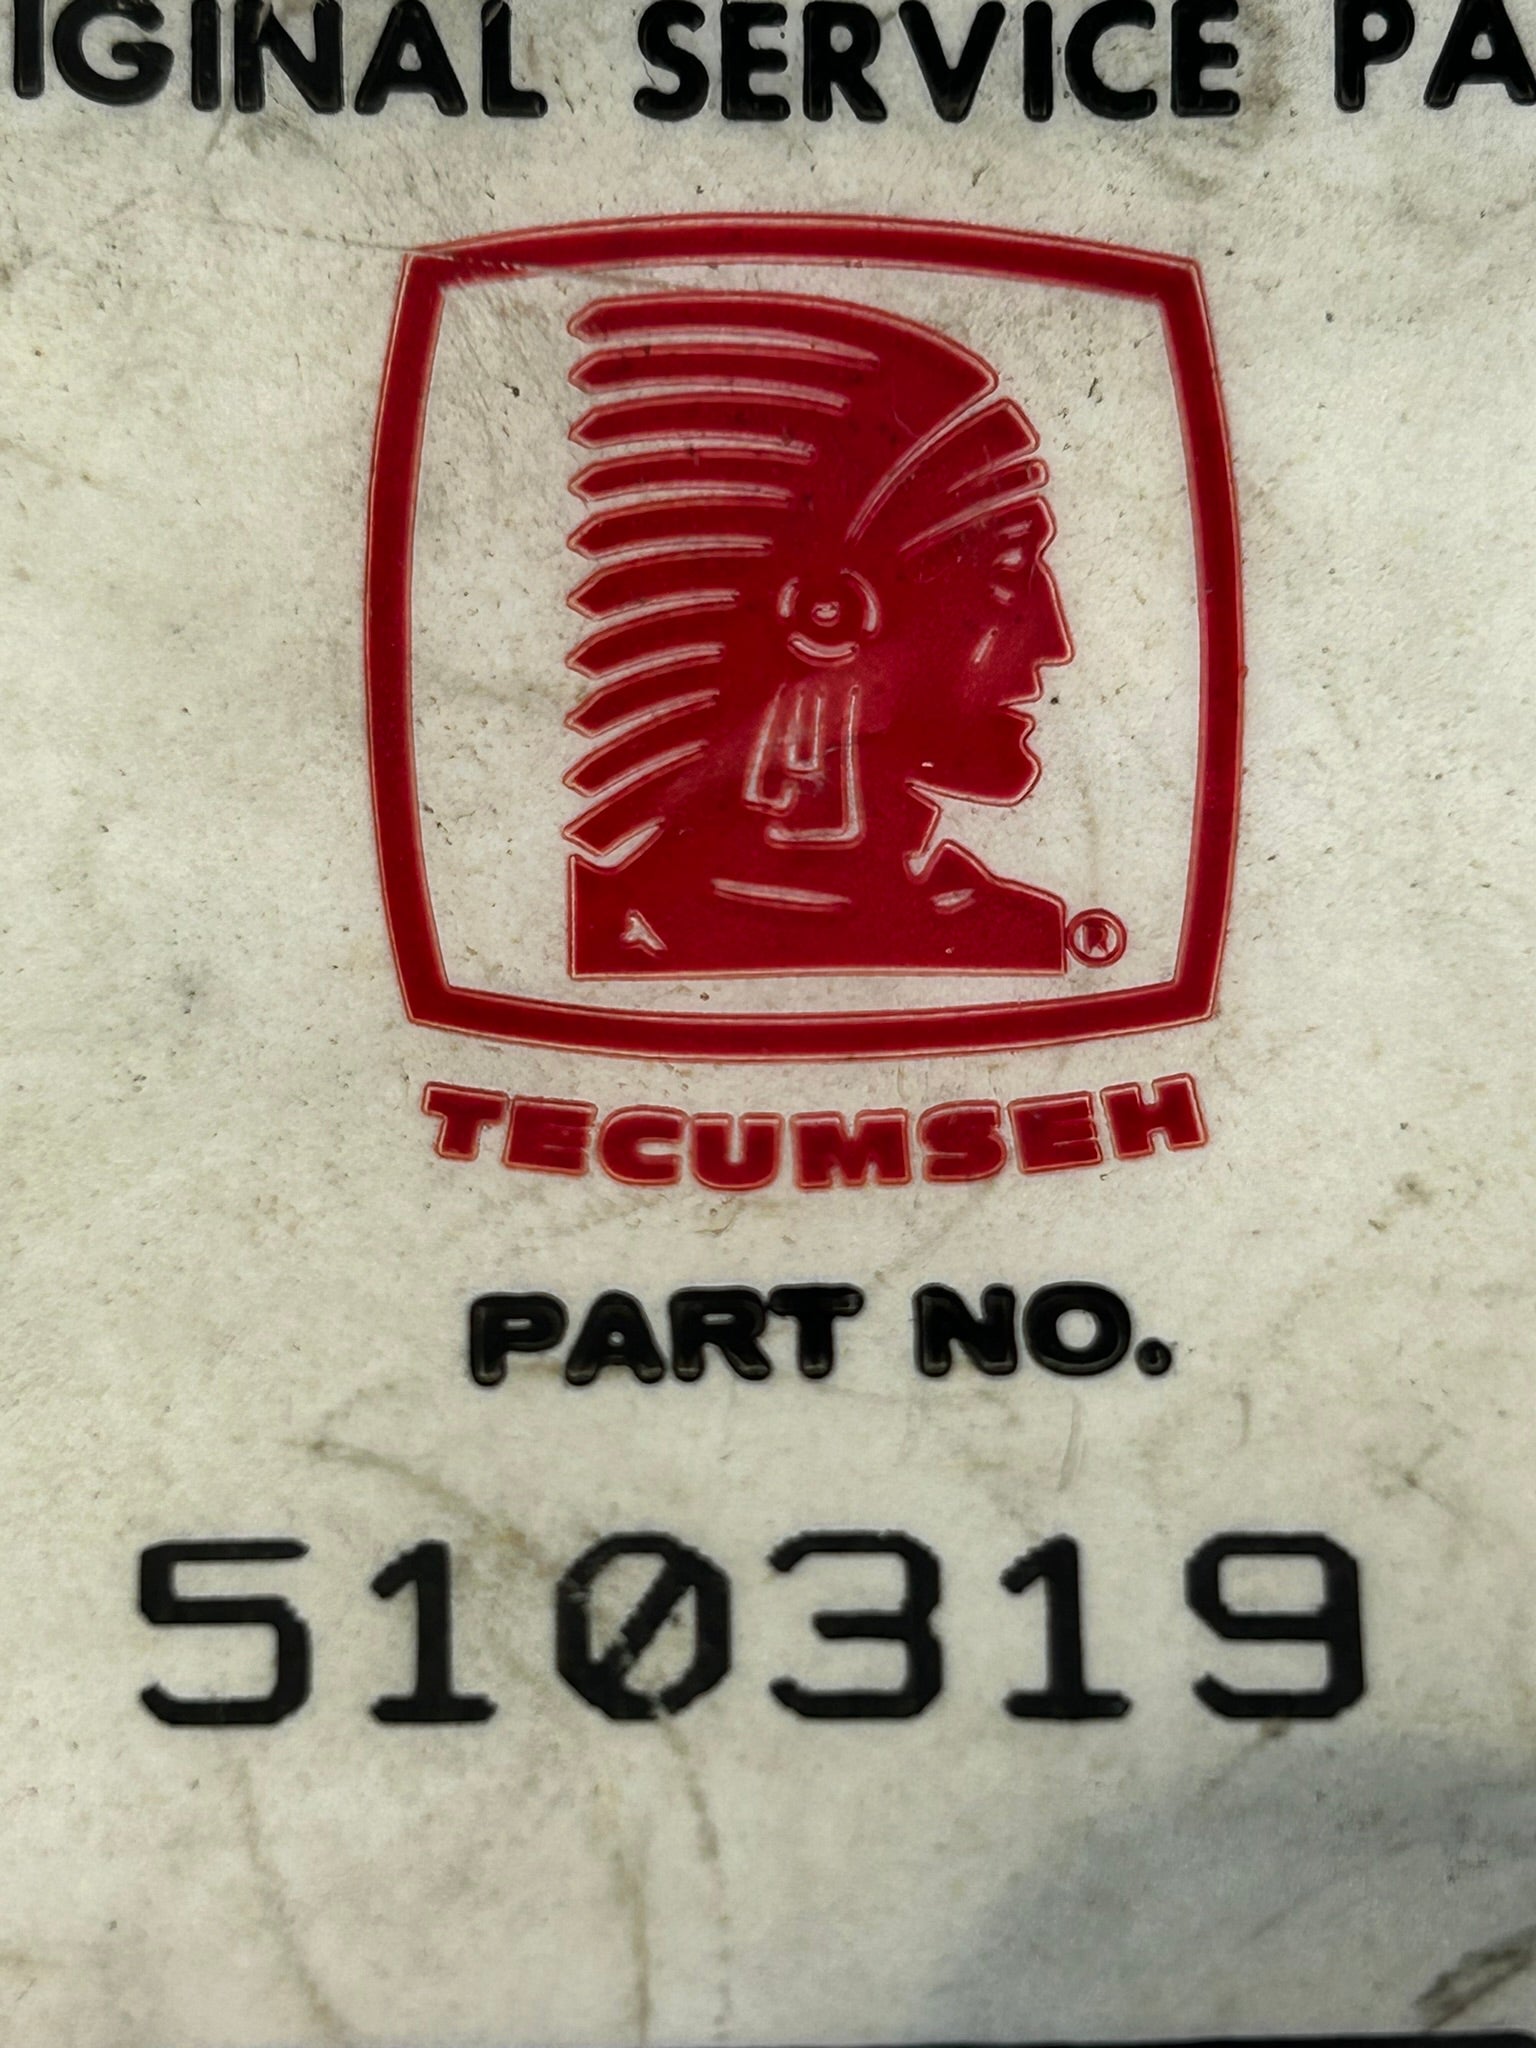 IGINAL SERVICE PA
®
TECUMSEH
PART NO.
510319